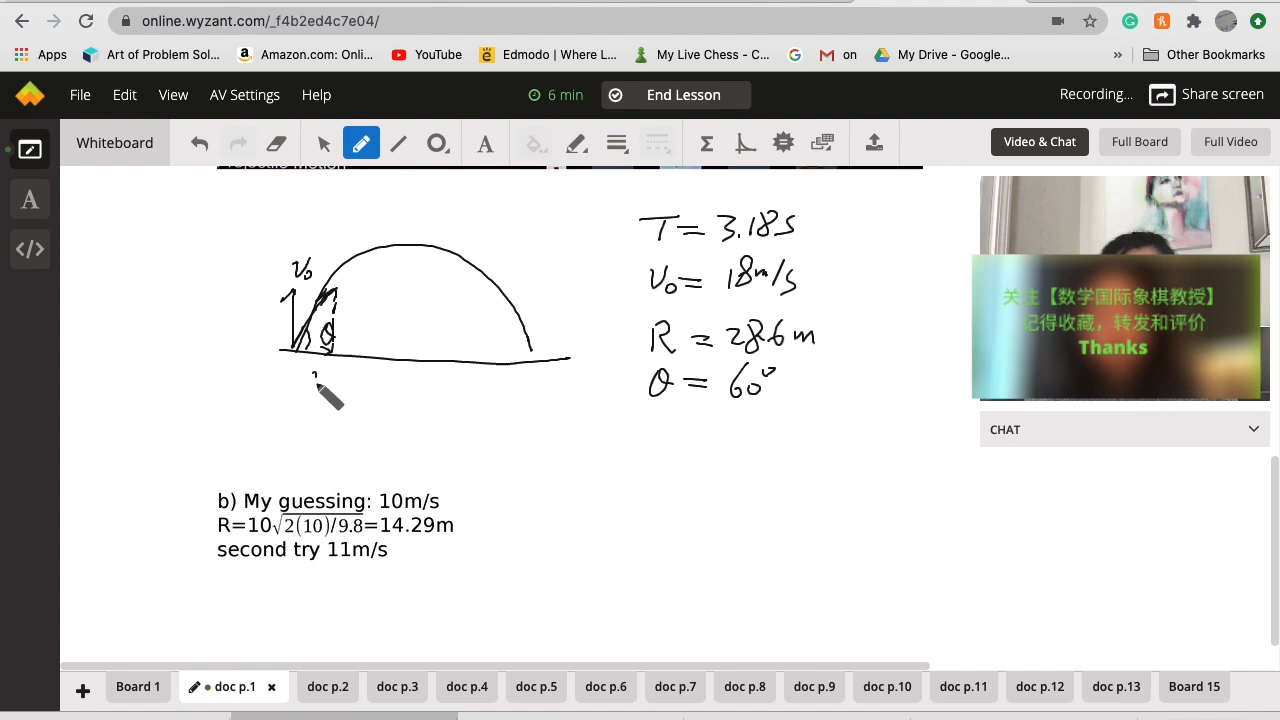 online.wyzant.com/_f4b2ed4c7e04/
Apps
Art of Problem Sol...
Amazon.com: Onli...
YouTube
Edmodo | Where L...
My Live Chess - C...
on
My Drive - Google...
»
Other Bookmarks
File
Edit
View
AV Settings
Help
6 min
End Lesson
Recording...
Share screen
Whiteboard
Video & Chat
Full Board
Full Video
T = 3.18s
v₀ = 18m/s
R = 28.6m
θ = 60°
v₀
θ
关注【数学国际象棋教授】
记得收藏，转发和评价
Thanks
CHAT
b) My guessing: 10m/s
R=10√2(10)/9.8=14.29m
second try 11m/s
Board 1
doc p.1
doc p.2
doc p.3
doc p.4
doc p.5
doc p.6
doc p.7
doc p.8
doc p.9
doc p.10
doc p.11
doc p.12
doc p.13
Board 15